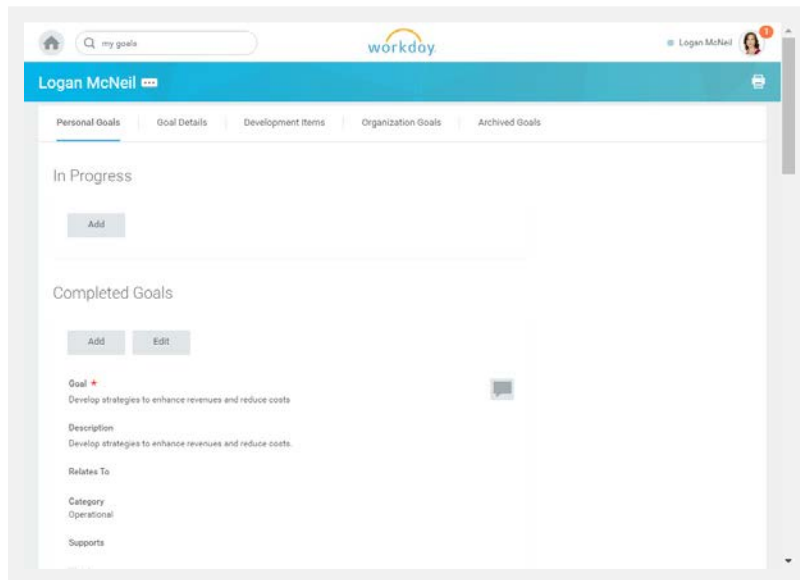 my goals
workday.
Logan McNeil
1
Logan McNeil
Personal Goals
Goal Details
Development Items
Organization Goals
Archived Goals
In Progress
Add
Completed Goals
Add
Edit
Goal *
Develop strategies to enhance revenues and reduce costs
Description
Develop strategies to enhance revenues and reduce costs.
Relates To
Category
Operational
Supports